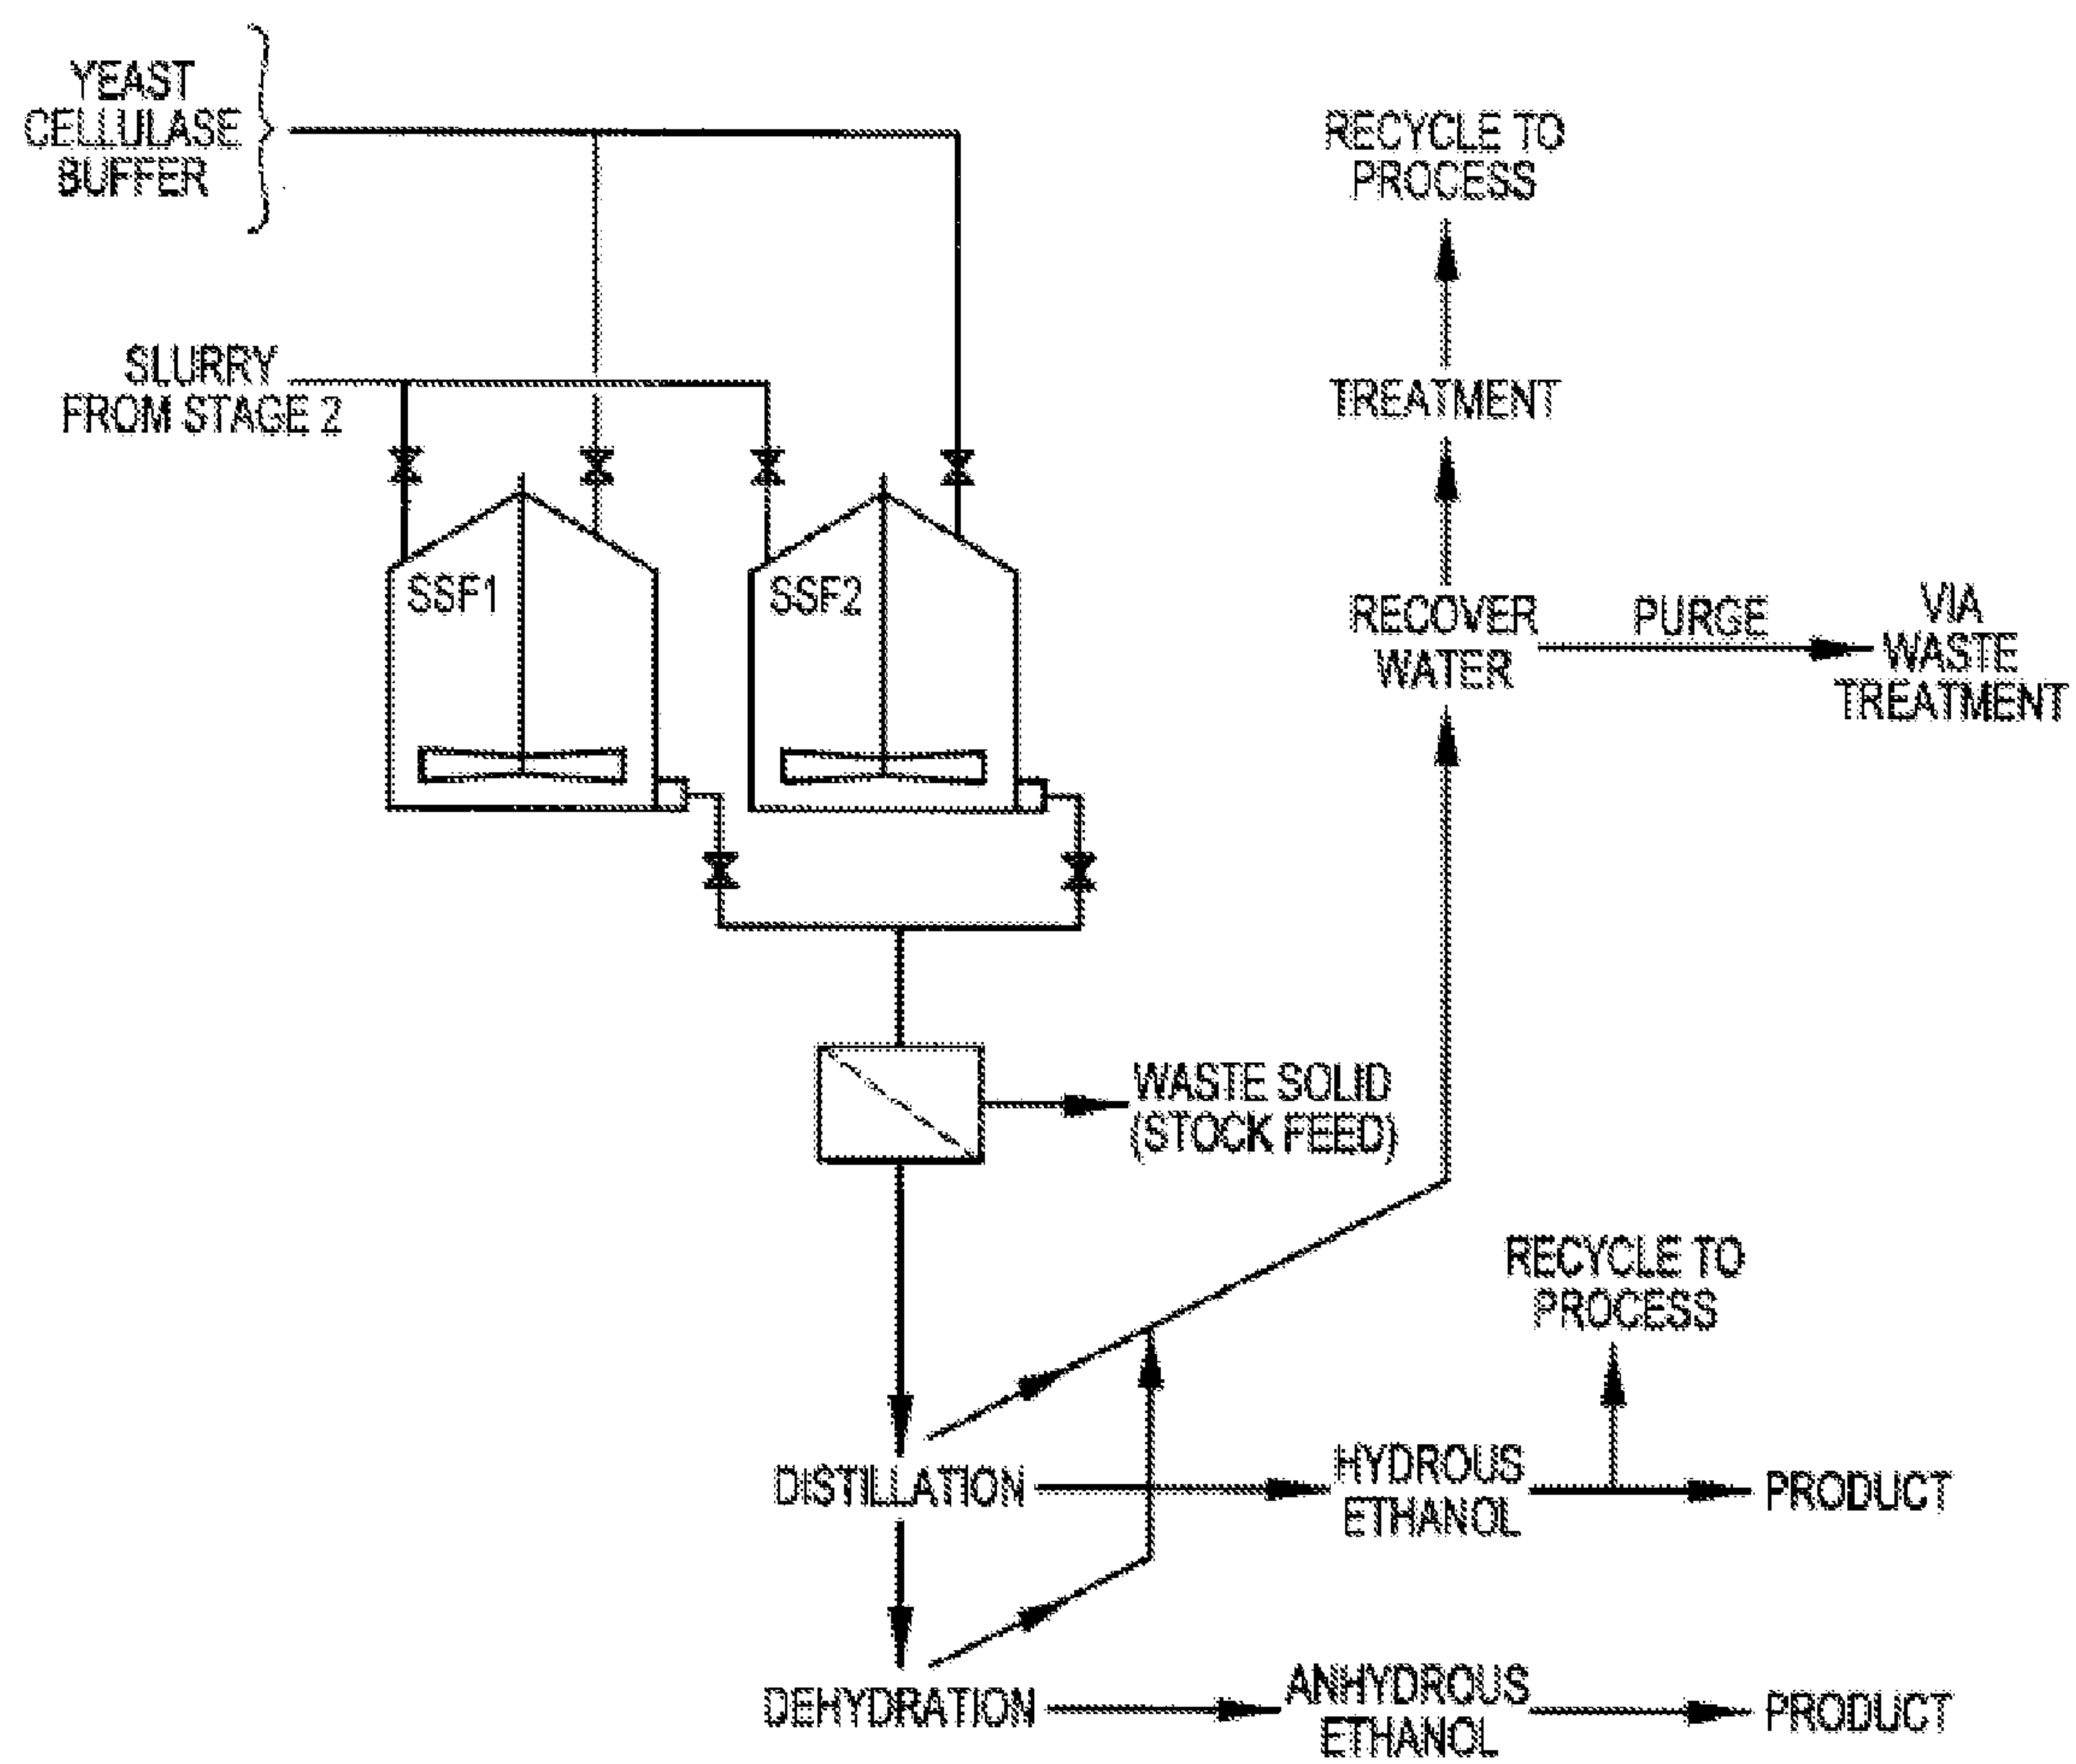 YEAST
CELLULASE
BUFFER
RECYCLE TO
PROCESS
SLURRY
FROM STAGE 2
TREATMENT
SSF1
SSF2
RECOVER
WATER
PURGE
VIA
WASTE
TREATMENT
WASTE SOLID
(STOCK FEED)
RECYCLE TO
PROCESS
DISTILLATION
HYDROUS
ETHANOL
PRODUCT
DEHYDRATION
ANHYDROUS
ETHANOL
PRODUCT